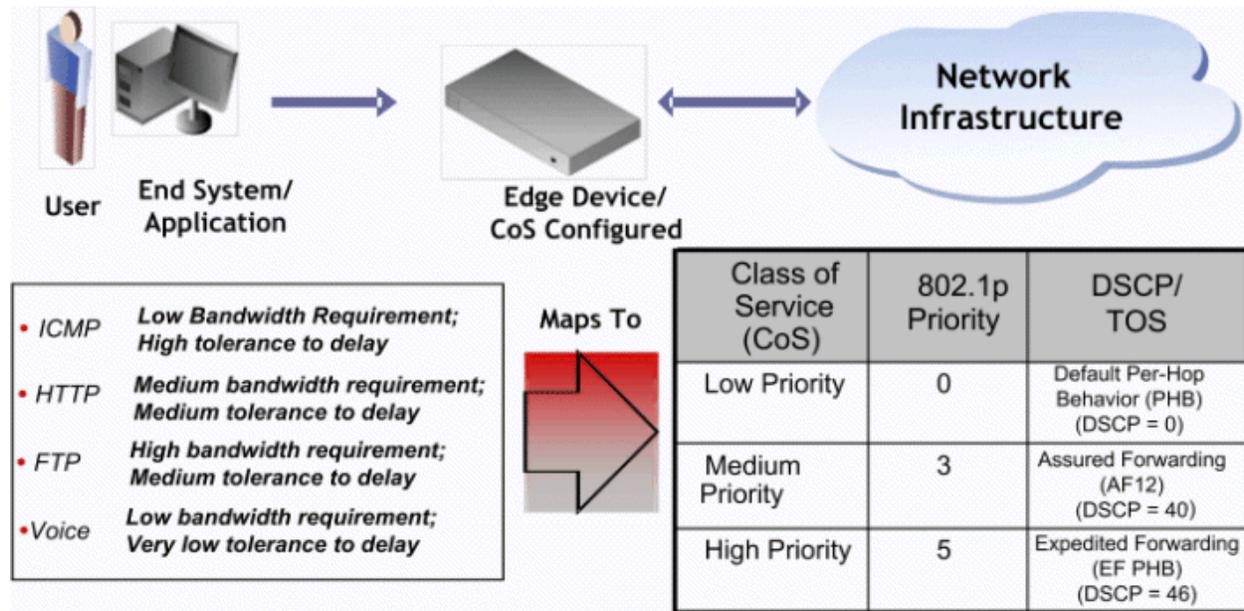 User
End System/
Application
Edge Device/
CoS Configured
Network
Infrastructure
• ICMP Low Bandwidth Requirement;
High tolerance to delay
• HTTP Medium bandwidth requirement;
Medium tolerance to delay
• FTP High bandwidth requirement;
Medium tolerance to delay
•Voice Low bandwidth requirement;
Very low tolerance to delay
Maps To
Class of
Service
(CoS)
802.1p
Priority
DSCP/
TOS
Low Priority
0
Default Per-Hop
Behavior (PHB)
(DSCP = 0)
Medium
Priority
3
Assured Forwarding
(AF12)
(DSCP = 40)
High Priority
5
Expedited Forwarding
(EF PHB)
(DSCP = 46)